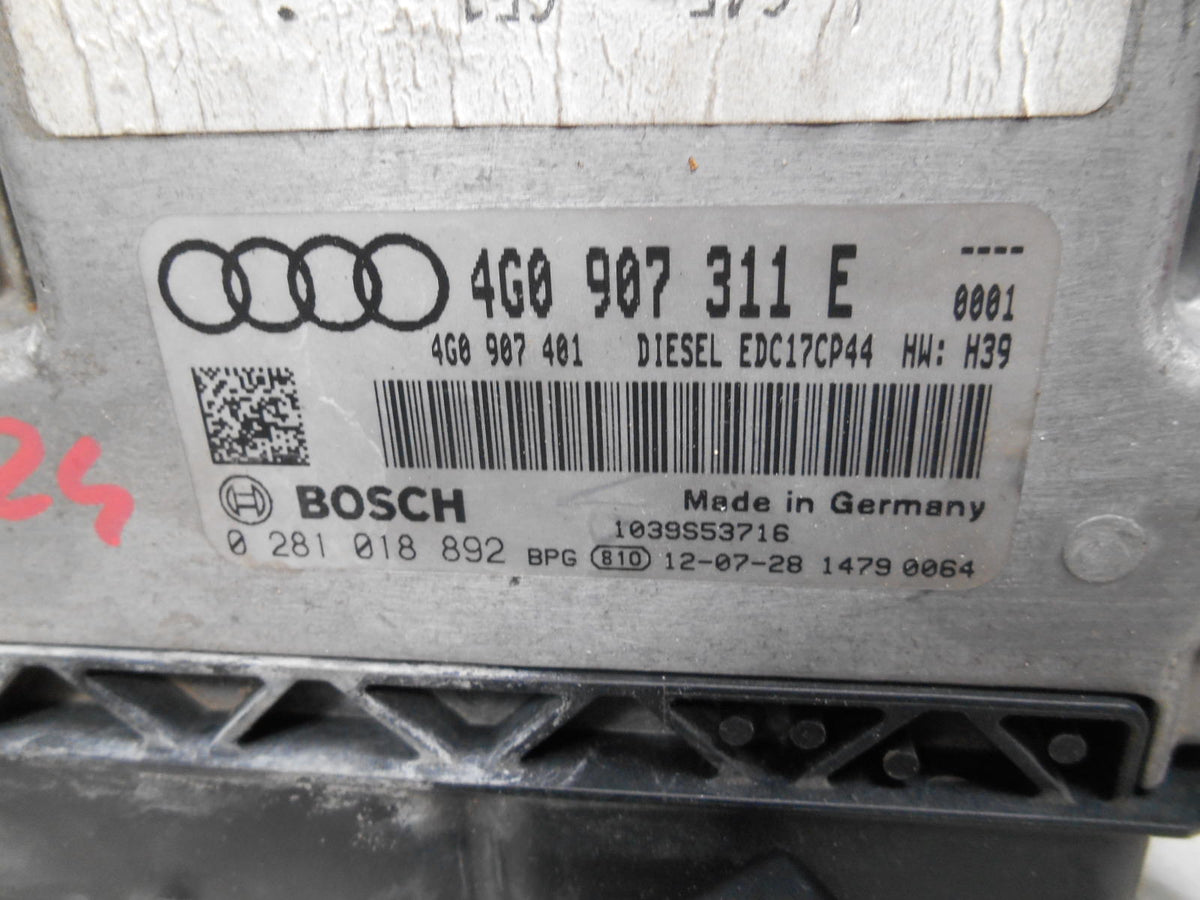 4G0 907 311 E
----
0001
4G0 907 401 DIESEL EDC17CP44 HW: H39
BOSCH
Made in Germany
1039S53716
0 281 018 892 BPG 810 12-07-28 1479 0064
24